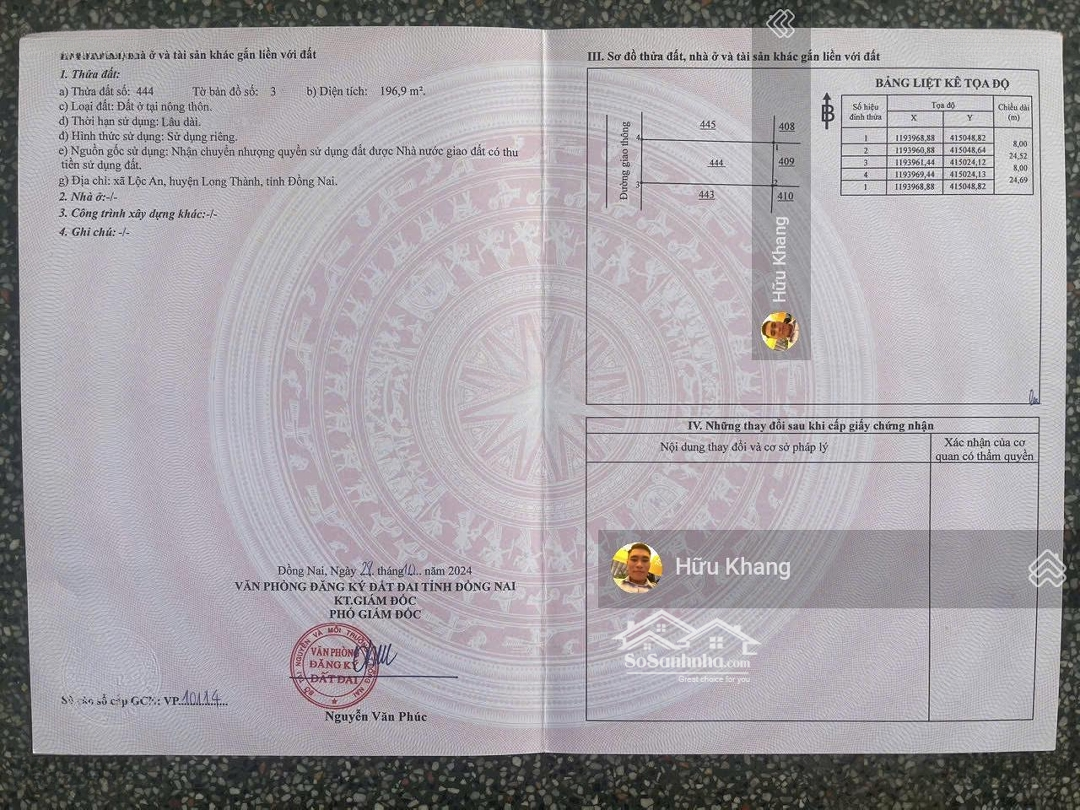 nhà ở và tài sản khác gắn liền với đất
1. Thửa đất:
a) Thửa đất số: 444 Tờ bản đồ số: 3 b) Diện tích: 196,9 m².
c) Loại đất: Đất ở tại nông thôn.
d) Thời hạn sử dụng: Lâu dài.
đ) Hình thức sử dụng: Sử dụng riêng.
e) Nguồn gốc sử dụng: Nhận chuyển nhượng quyền sử dụng đất được Nhà nước giao đất có thu
tiền sử dụng đất.
g) Địa chỉ: xã Lộc An, huyện Long Thành, tỉnh Đồng Nai.
2. Nhà ở:-/-
3. Công trình xây dựng khác:-/-
4. Ghi chú: -/-
Đồng Nai, Ngày 29 tháng 10 năm 2024
VĂN PHÒNG ĐĂNG KÝ ĐẤT ĐAI TỈNH ĐỒNG NAI
KT.GIÁM ĐỐC
PHÓ GIÁM ĐỐC
VĂN PHÒNG
ĐĂNG KÝ
ĐẤT ĐAI
Nguyễn Văn Phúc
Số vào sổ cấp GCN: VP 10114
III. Sơ đồ thửa đất, nhà ở và tài sản khác gắn liền với đất
Đường giao thông
445
408
4
1
444
409
3
2
443
410
B
BẢNG LIỆT KÊ TỌA ĐỘ
Số hiệu đỉnh thửa Tọa độ Chiều dài (m)
X Y
1 1193968,88 415048,82
8,00
2 1193960,88 415048,64
24,52
3 1193961,44 415024,12
8,00
4 1193969,44 415024,13
24,69
1 1193968,88 415048,82
Hữu Khang
IV. Những thay đổi sau khi cấp giấy chứng nhận
Nội dung thay đổi và cơ sở pháp lý
Xác nhận của cơ
quan có thẩm quyền
Hữu Khang
SoSanhnha.com
Great choice for you